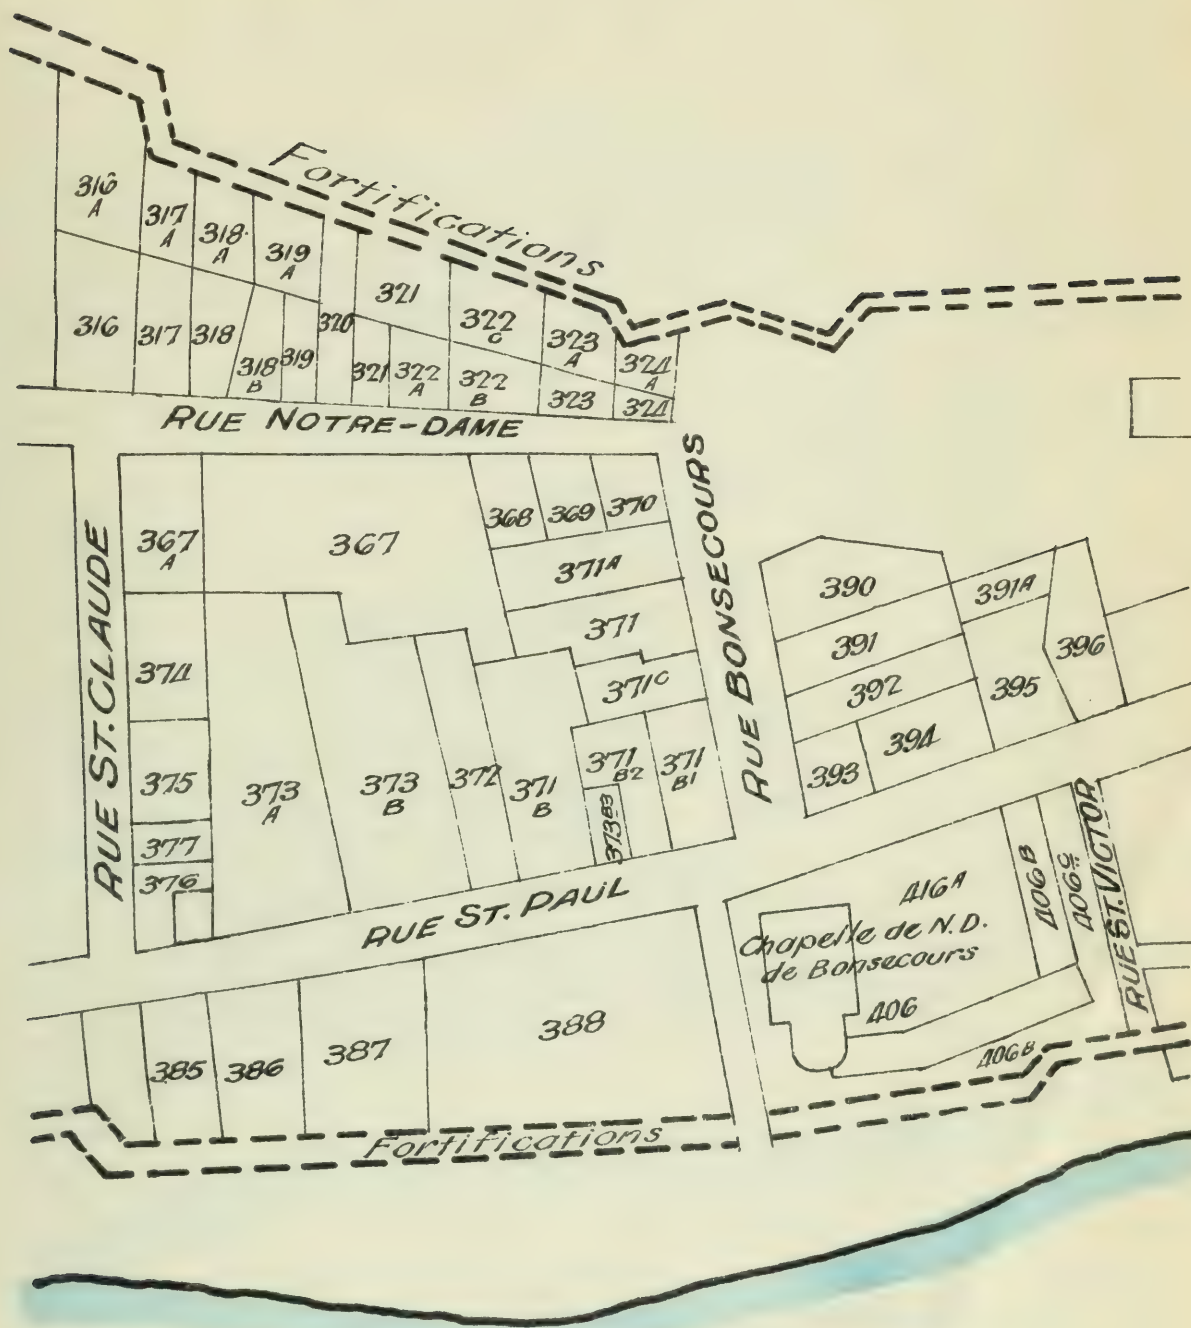 Fortifications
316
A
317
A
318
A
319
A
321
322
C
323
A
324
A
316
317
318
318
B
319
320
321
322
A
322
B
323
324
RUE NOTRE-DAME
RUE ST. CLAUDE
RUE BONSECOURS
367
A
367
368
369
370
371A
371
371C
374
375
377
376
373
A
373
B
372
371
B
371
B2
371
B1
373B3
390
391
391A
392
393
394
395
396
RUE ST. PAUL
416A
Chapelle de N.D.
de Bonsecours
406
406B
406C
RUE ST. VICTOR
406B
385
386
387
388
Fortifications